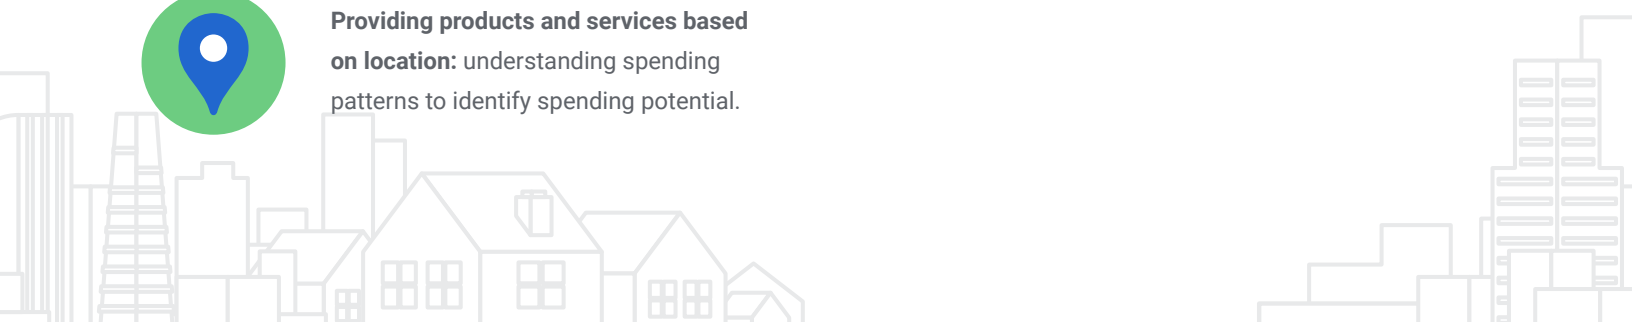 Providing products and services based
on location: understanding spending
patterns to identify spending potential.